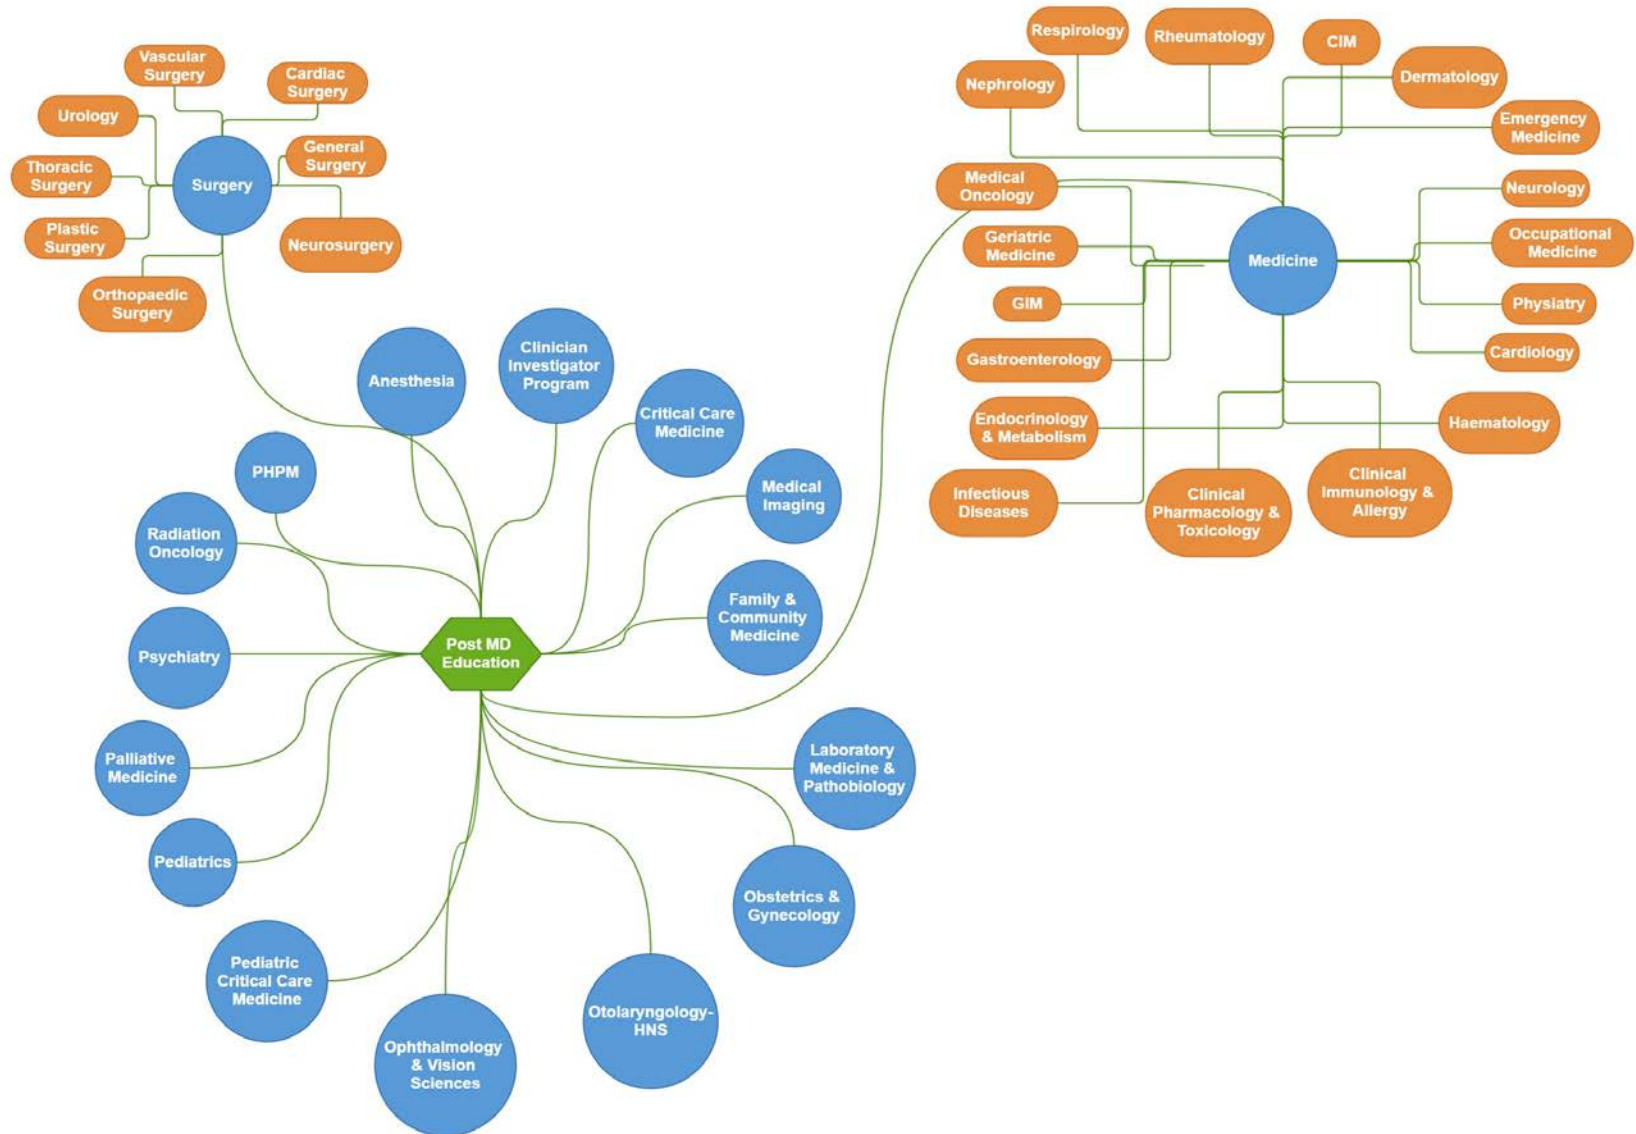 Vascular
Surgery
Cardiac
Surgery
Urology
General
Surgery
Thoracic
Surgery
Surgery
Plastic
Surgery
Neurosurgery
Orthopaedic
Surgery
Respirology
Rheumatology
CIM
Nephrology
Dermatology
Emergency
Medicine
Medical
Oncology
Neurology
Geriatric
Medicine
Medicine
Occupational
Medicine
GIM
Physiatry
Gastroenterology
Cardiology
Endocrinology
& Metabolism
Haematology
Infectious
Diseases
Clinical
Pharmacology &
Toxicology
Clinical
Immunology &
Allergy
Anesthesia
Clinician
Investigator
Program
Critical Care
Medicine
PHPM
Medical
Imaging
Radiation
Oncology
Family &
Community
Medicine
Post MD
Education
Psychiatry
Palliative
Medicine
Laboratory
Medicine &
Pathobiology
Pediatrics
Obstetrics &
Gynecology
Pediatric
Critical Care
Medicine
Otolaryngology-
HNS
Ophthalmology
& Vision
Sciences